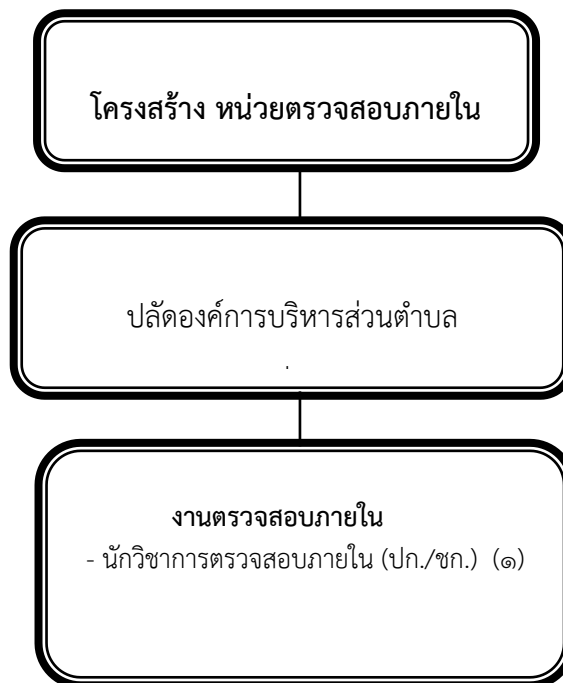 โครงสร้าง หน่วยตรวจสอบภายใน
ปลัดองค์การบริหารส่วนตำบล
.
งานตรวจสอบภายใน
- นักวิชาการตรวจสอบภายใน (ปก./ชก.) (๑)